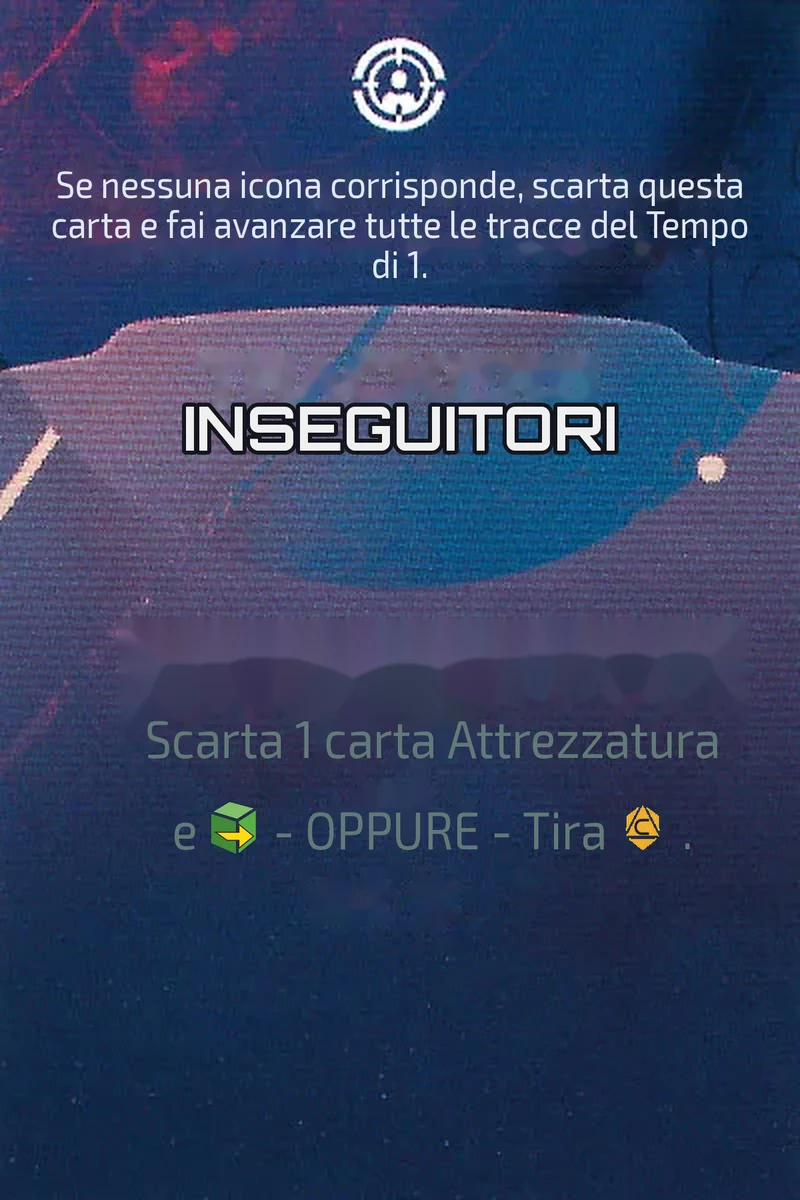 Se nessuna icona corrisponde, scarta questa
carta e fai avanzare tutte le tracce del Tempo
di 1.
INSEGUITORI
Scarta 1 carta Attrezzatura
e - OPPURE - Tira C .